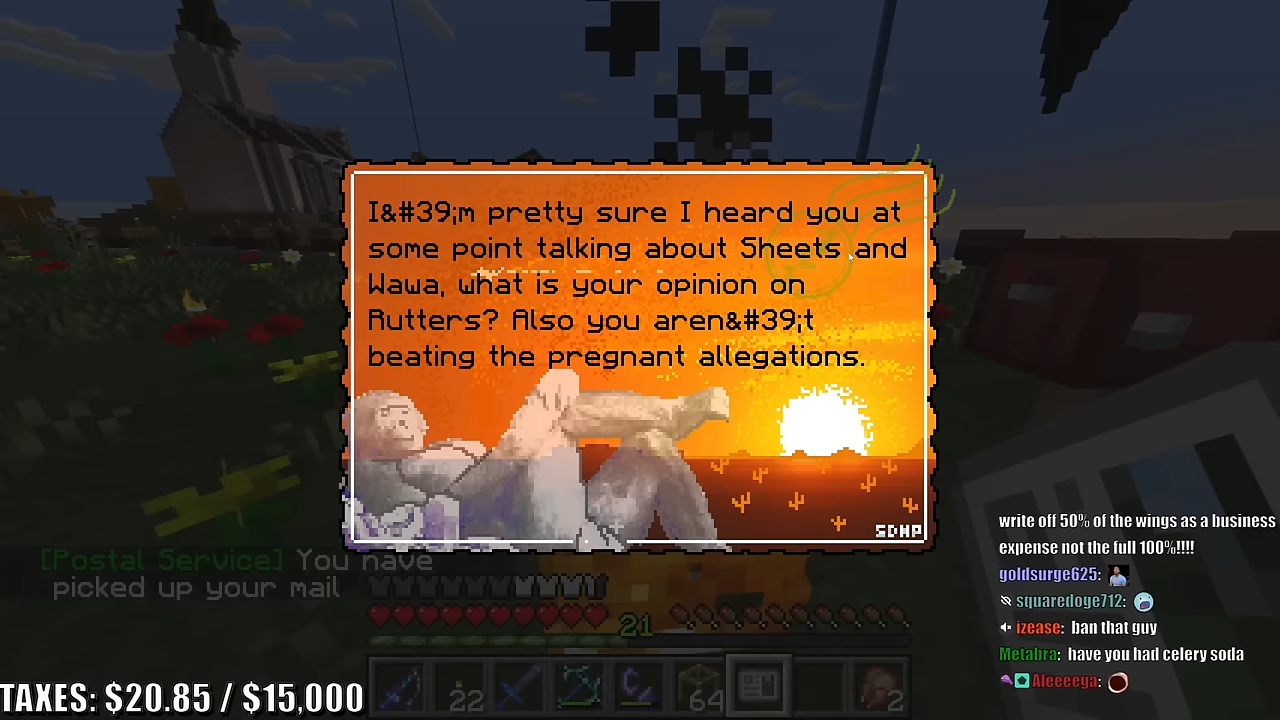 I&#39;m pretty sure I heard you at
some point talking about Sheets and
Wawa, what is your opinion on
Rutters? Also you aren&#39;t
beating the pregnant allegations.
SDMP
[Postal Service] You have
picked up your mail
21
22
64
2
TAXES: $20.85 / $15,000
write off 50% of the wings as a business
expense not the full 100%!!!!
goldsurge625:
squaredoge712:
izease: ban that guy
Metabra: have you had celery soda
Aleeeega: